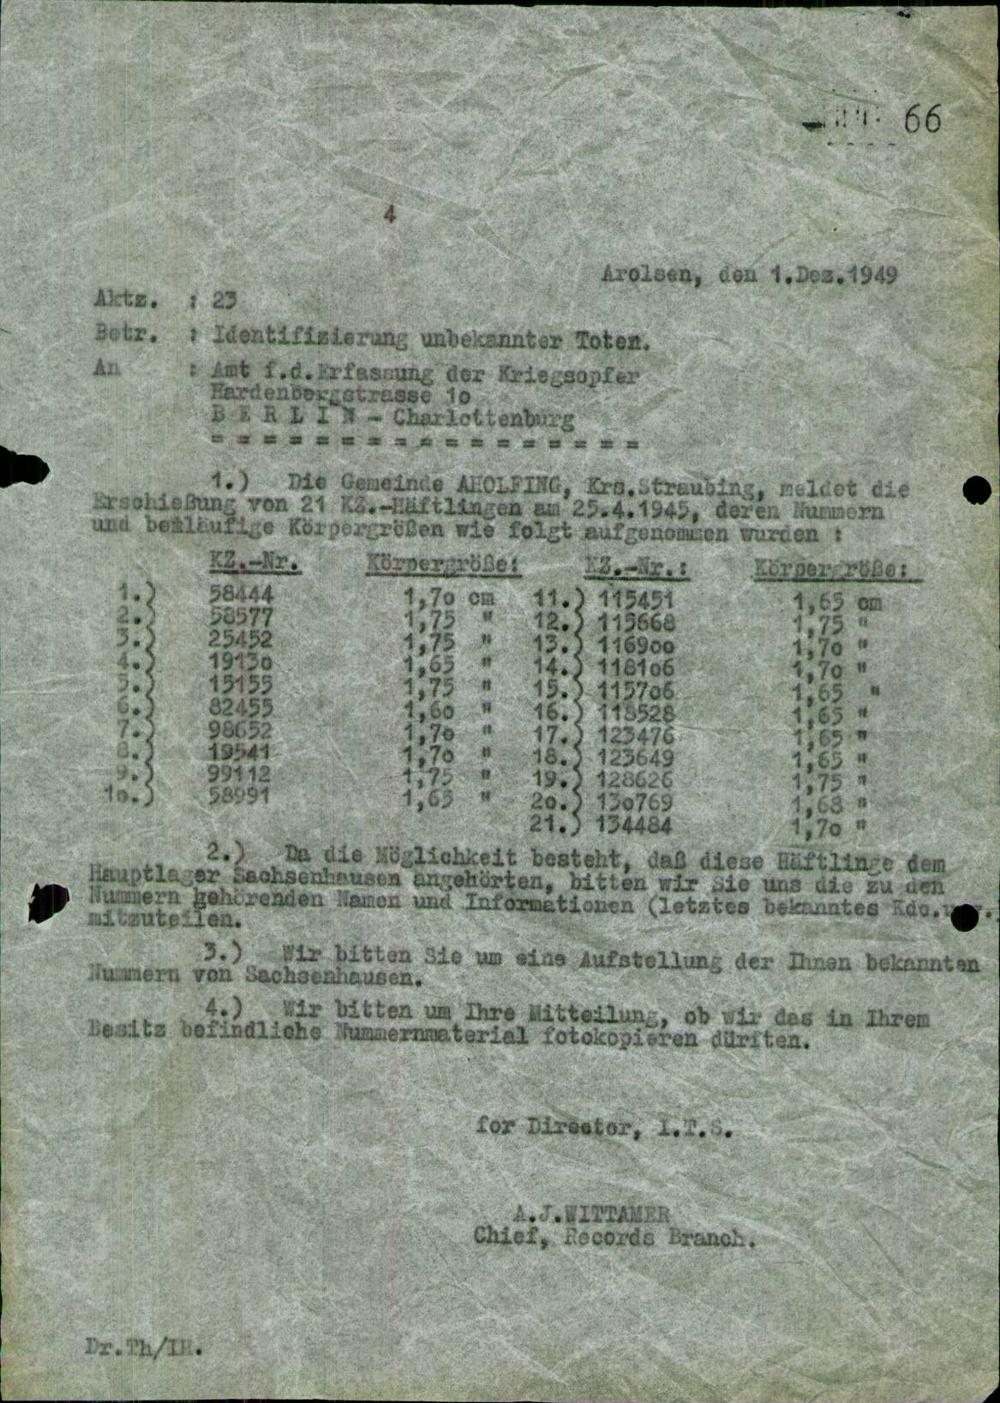 66
4
Arolsen, den 1.Dez.1949
Aktz. : 23
Betr. : Identifizierung unbekannter Toten.
An : Amt f.d.Erfassung der Kriegsopfer
Hardenbergstrasse 1o
B E R L I N - Charlottenburg
= = = = = = = = = = = = = = = = =
1.) Die Gemeinde AHOLFING, Krs.Straubing, meldet die
Erschießung von 21 KZ.-Häftlingen am 25.4.1945, deren Nummern
und beiläufige Körpergrößen wie folgt aufgenommen wurden :
KZ.-Nr. Körpergröße: KZ.-Nr.: Körpergröße:
1.) 58444 1,7o cm 11.) 115451 1,65 cm
2.) 58577 1,75 " 12.) 115668 1,75 "
3.) 25452 1,75 " 13.) 1169oo 1,7o "
4.) 1913o 1,65 " 14.) 1181o6 1,7o "
5.) 15155 1,75 " 15.) 1157o6 1,65 "
6.) 82455 1,6o " 16.) 118528 1,65 "
7.) 98652 1,7o " 17.) 123476 1,65 "
8.) 19541 1,7o " 18.) 123649 1,65 "
9.) 99112 1,75 " 19.) 128626 1,75 "
1o.) 58991 1,65 " 2o.) 13o769 1,68 "
21.) 134484 1,7o "
2.) Da die Möglichkeit besteht, daß diese Häftlinge dem
Hauptlager Sachsenhausen angehörten, bitten wir Sie uns die zu den
Nummern gehörenden Namen und Informationen (letztes bekanntes Kdo.
mitzuteilen.
3.) Wir bitten Sie um eine Aufstellung der Ihnen bekannten
Nummern von Sachsenhausen.
4.) Wir bitten um Ihre Mitteilung, ob wir das in Ihrem
Besitz befindliche Nummernmaterial fotokopieren dürften.
for Director, I.T.S.
A.J.WITTAMER
Chief, Records Branch.
Dr.Th/IH.